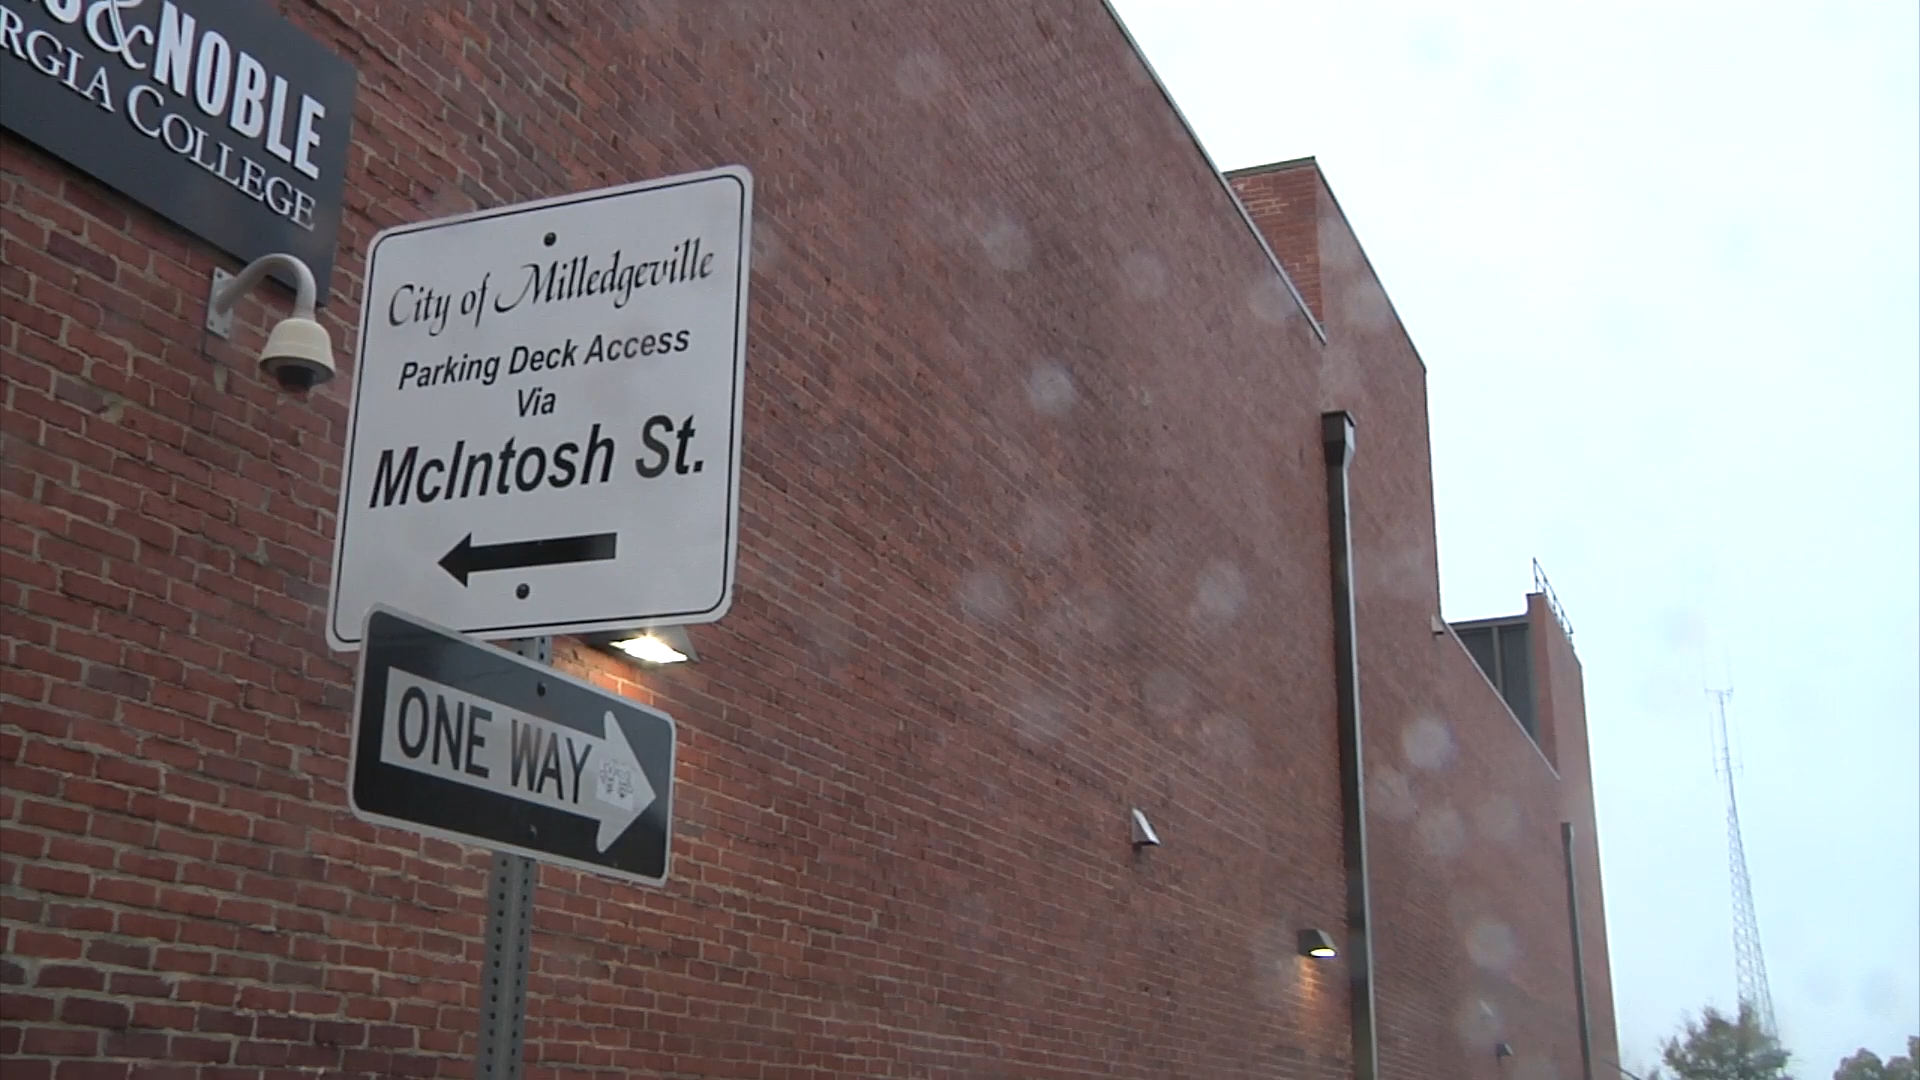 &NOBLE
RGIA COLLEGE
City of Milledgeville
Parking Deck Access
Via
McIntosh St.
ONE WAY